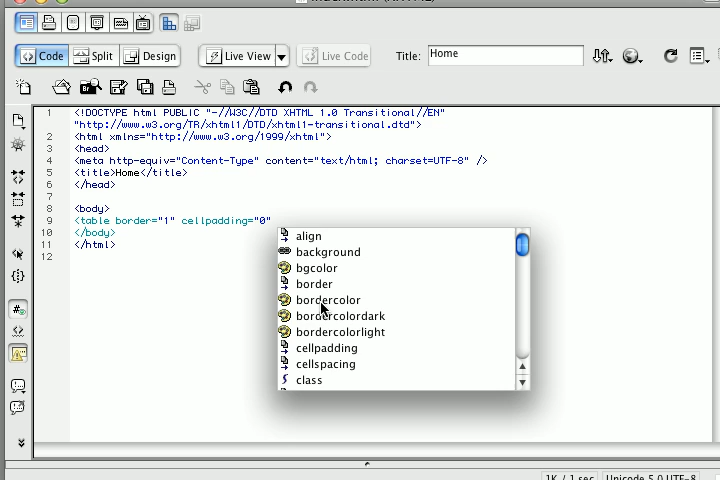 Code Split Design Live View Live Code Title: Home
1 <!DOCTYPE html PUBLIC "-//W3C//DTD XHTML 1.0 Transitional//EN"
"http://www.w3.org/TR/xhtml1/DTD/xhtml1-transitional.dtd">
2 <html xmlns="http://www.w3.org/1999/xhtml">
3 <head>
4 <meta http-equiv="Content-Type" content="text/html; charset=UTF-8" />
5 <title>Home</title>
6 </head>
7
8 <body>
9 <table border="1" cellpadding="0"
10 </body>
11 </html>
12
align
background
bgcolor
border
bordercolor
bordercolordark
bordercolorlight
cellpadding
cellspacing
class
1K / 1 sec Unicode 5.0 UTF-8